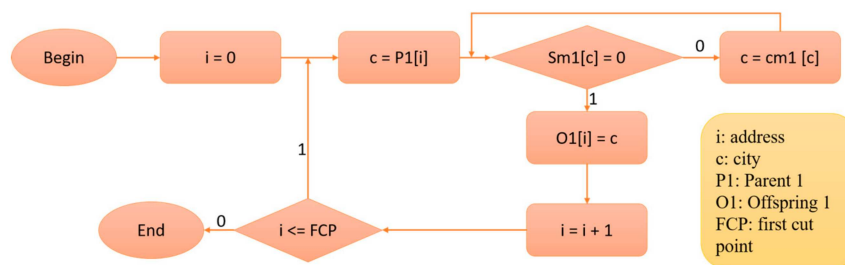 Begin
i = 0
c = P1[i]
Sm1[c] = 0
0
c = cm1 [c]
1
O1[i] = c
1
End
0
i <= FCP
i = i + 1
i: address
c: city
P1: Parent 1
O1: Offspring 1
FCP: first cut
point